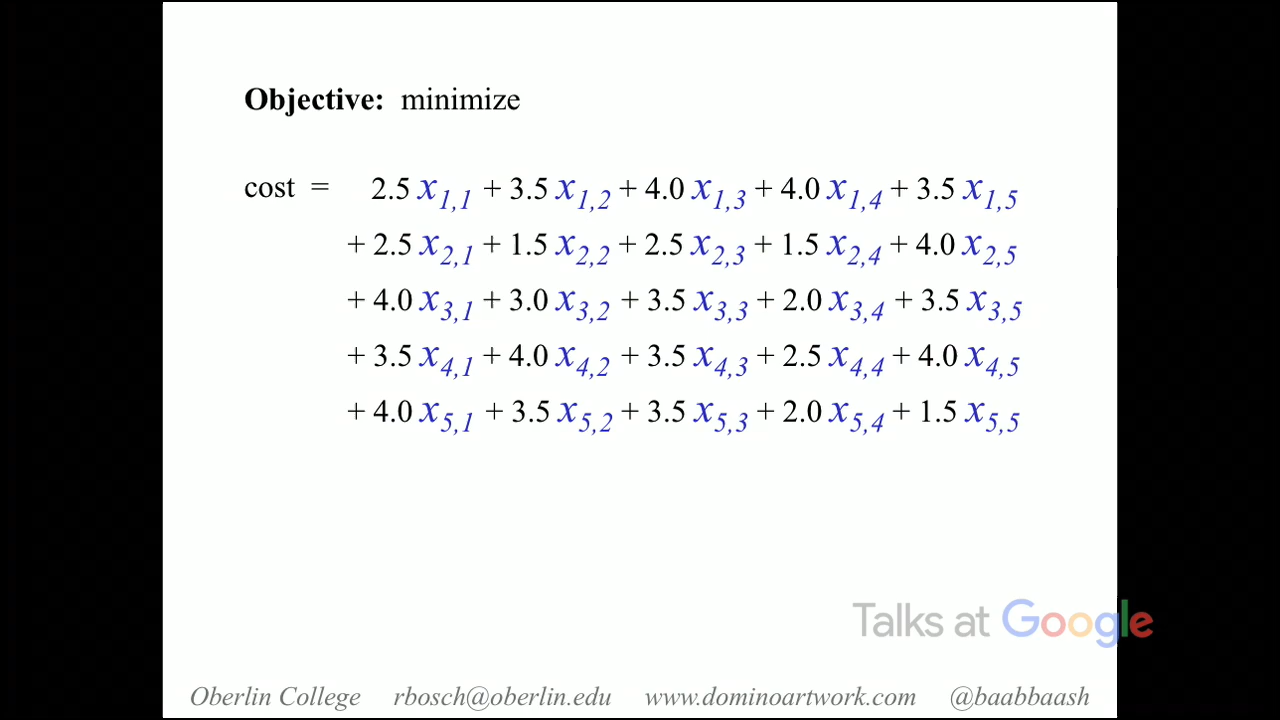 Objective: minimize
cost = 2.5 x1,1 + 3.5 x1,2 + 4.0 x1,3 + 4.0 x1,4 + 3.5 x1,5
+ 2.5 x2,1 + 1.5 x2,2 + 2.5 x2,3 + 1.5 x2,4 + 4.0 x2,5
+ 4.0 x3,1 + 3.0 x3,2 + 3.5 x3,3 + 2.0 x3,4 + 3.5 x3,5
+ 3.5 x4,1 + 4.0 x4,2 + 3.5 x4,3 + 2.5 x4,4 + 4.0 x4,5
+ 4.0 x5,1 + 3.5 x5,2 + 3.5 x5,3 + 2.0 x5,4 + 1.5 x5,5
Talks at Google
Oberlin College rbosch@oberlin.edu www.dominoartwork.com @baabbaash